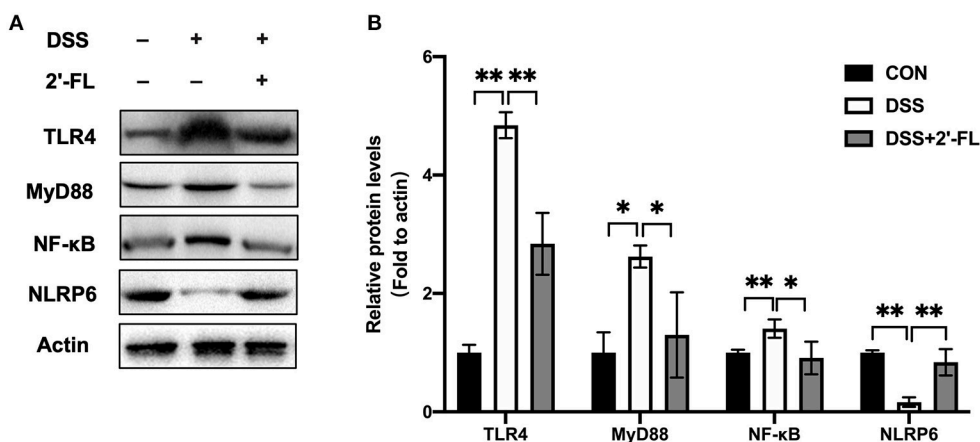 A
DSS – + +
2'-FL – – +
TLR4
MyD88
NF-κB
NLRP6
Actin
B
Relative protein levels
(Fold to actin)
6
4
2
0
** **
* *
** *
** **
TLR4 MyD88 NF-κB NLRP6
CON
DSS
DSS+2'-FL